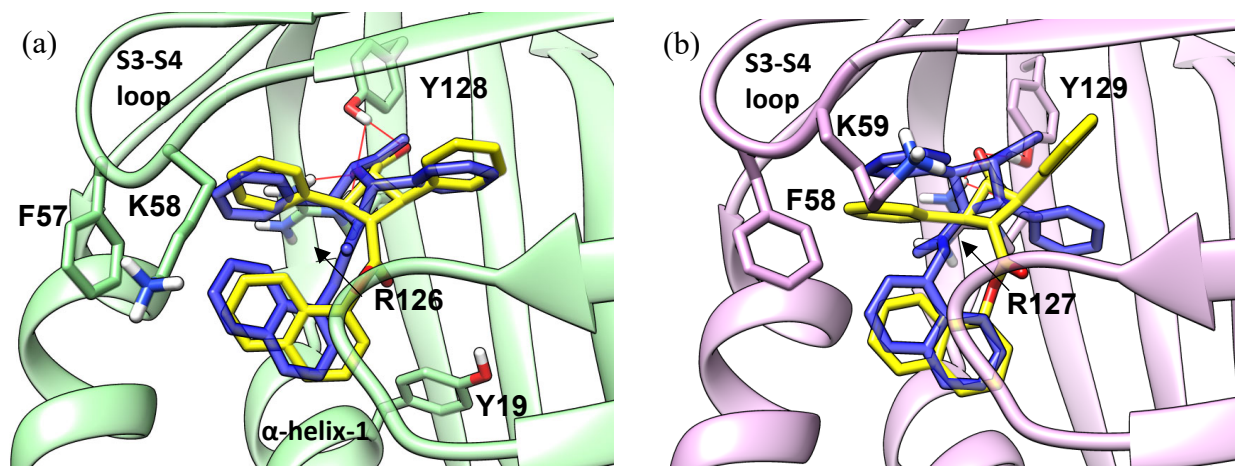 (a)
S3-S4
loop
Y128
F57
K58
R126
Y19
α-helix-1
(b)
S3-S4
loop
Y129
K59
F58
R127